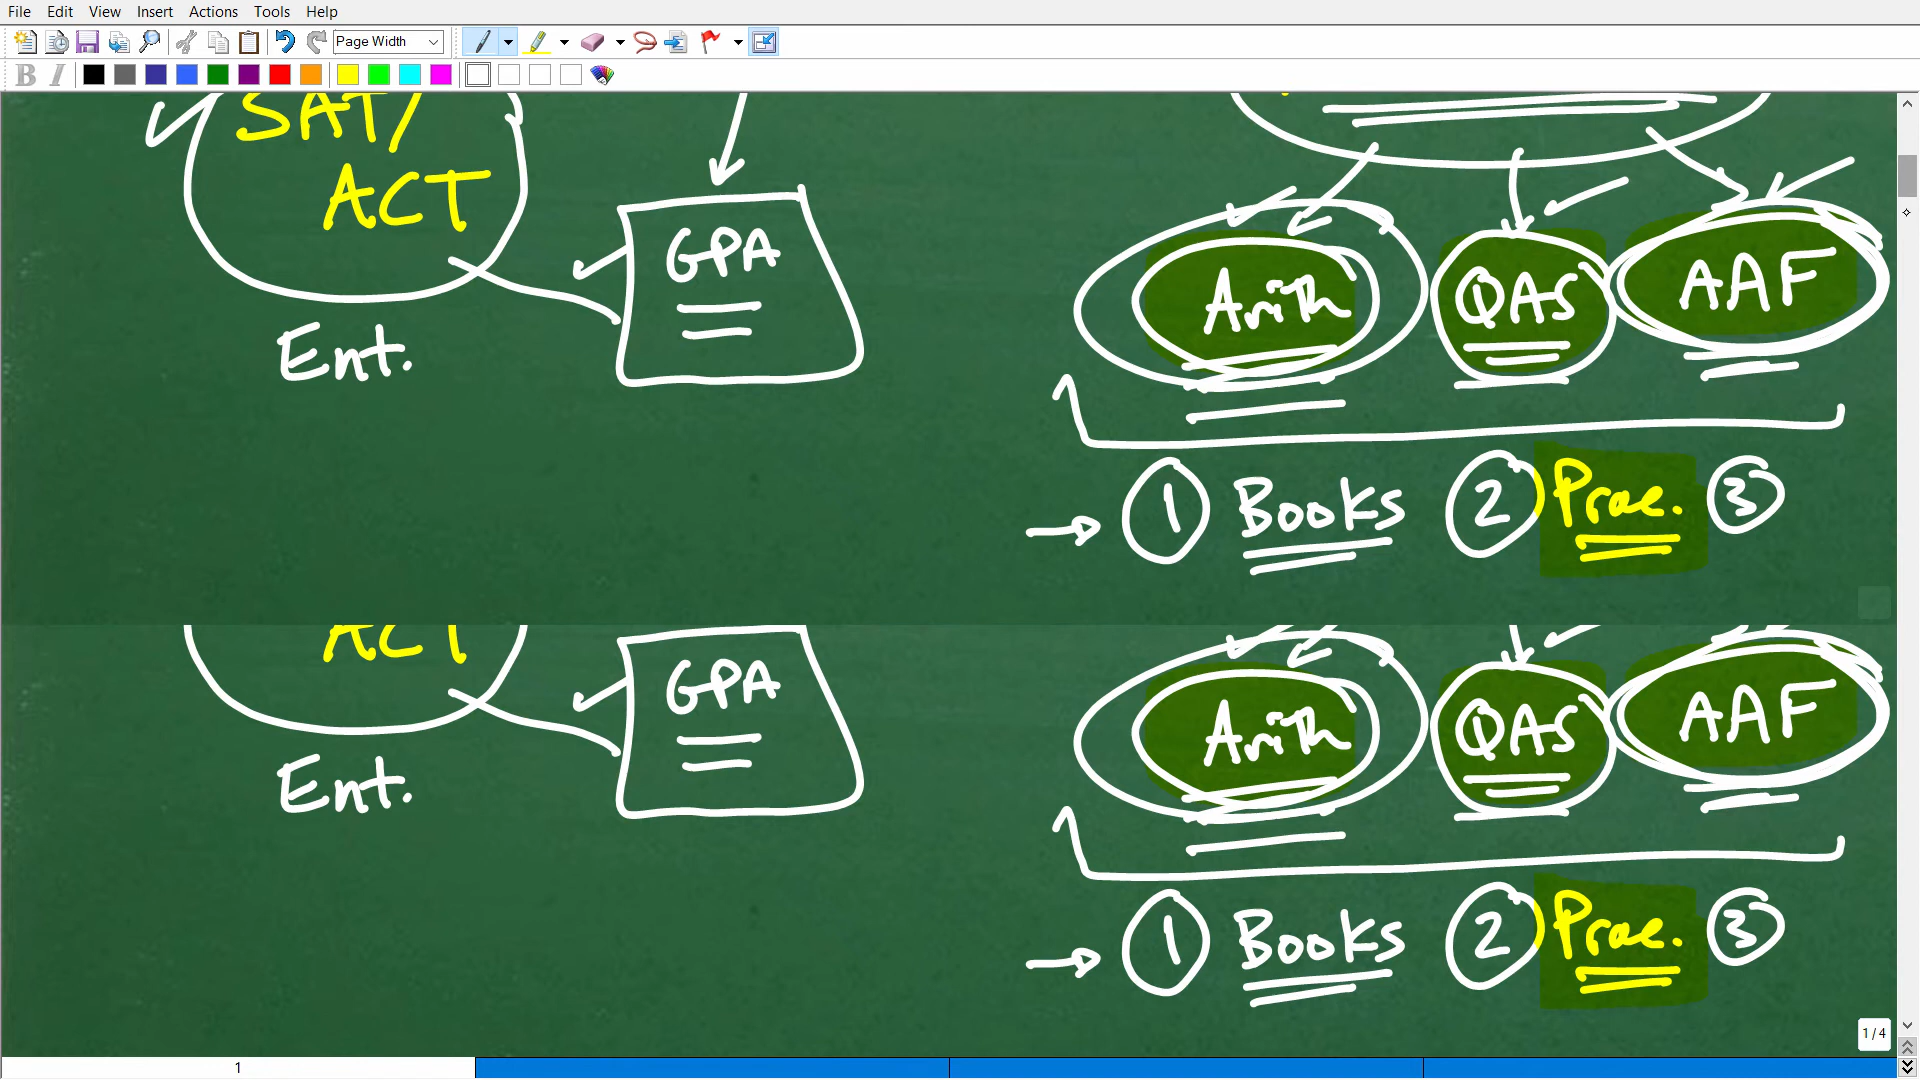 File Edit View Insert Actions Tools Help
Page Width
B I
SAT/
ACT
GPA
Ent.
Arith QAS AAF
1 Books 2 Prac. 3
ACT
GPA
Ent.
Arith QAS AAF
1 Books 2 Prac. 3
1 / 4
1